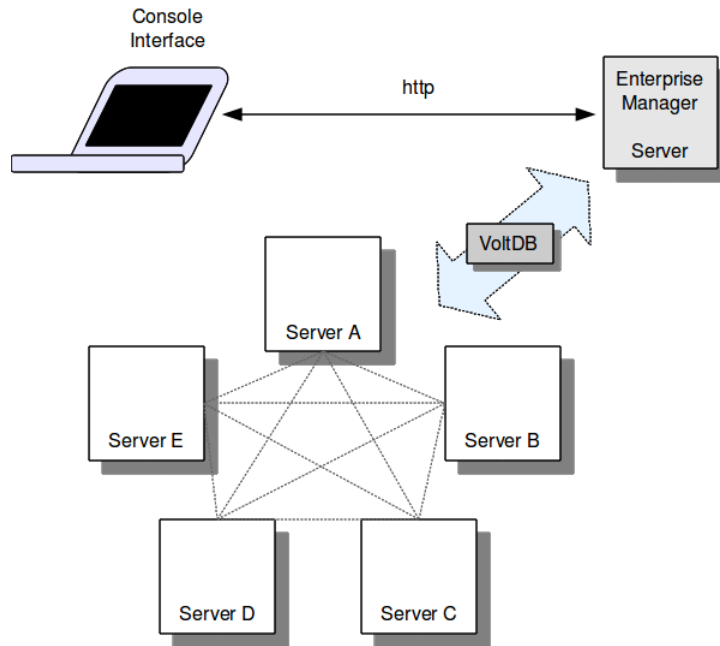 Console
Interface
http
Enterprise
Manager
Server
VoltDB
Server A
Server E
Server B
Server D
Server C